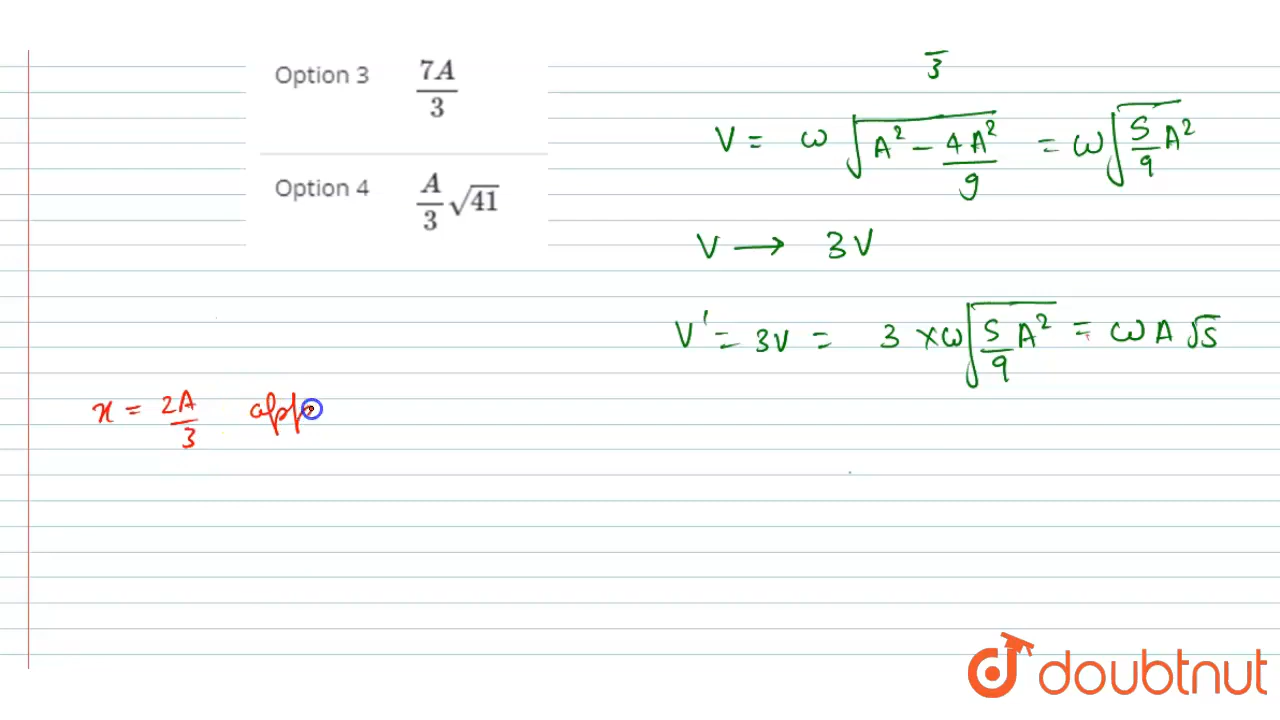 Option 3 7A/3
Option 4 A/3 √41
3
V = ω √(A² − 4A²/9) = ω √(5/9 A²)
V → 3V
V' = 3V = 3 × ω √(5/9 A²) = ω A √5
x = 2A/3 app
doubtnut